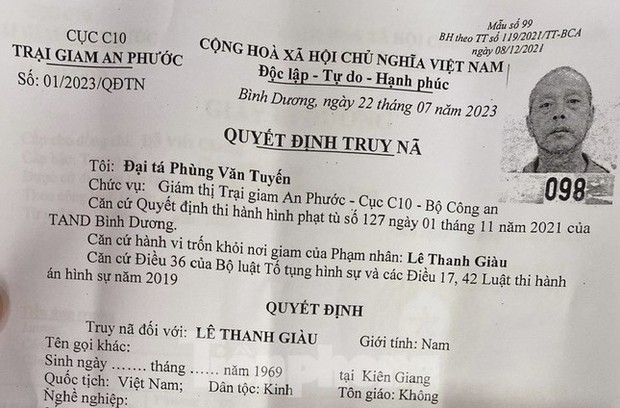 Mẫu số 99
BH theo TT số 119/2021/TT-BCA
ngày 08/12/2021
CỤC C10
TRẠI GIAM AN PHƯỚC
Số: 01/2023/QĐTN
CỘNG HOÀ XÃ HỘI CHỦ NGHĨA VIỆT NAM
Độc lập - Tự do - Hạnh phúc
Bình Dương, ngày 22 tháng 07 năm 2023
098
QUYẾT ĐỊNH TRUY NÃ
Tôi: Đại tá Phùng Văn Tuyến
Chức vụ: Giám thị Trại giam An Phước - Cục C10 - Bộ Công an
Căn cứ Quyết định thi hành hình phạt tù số 127 ngày 01 tháng 11 năm 2021 của
TAND Bình Dương.
Căn cứ hành vi trốn khỏi nơi giam của Phạm nhân: Lê Thanh Giàu
Căn cứ Điều 36 của Bộ luật Tố tụng hình sự và các Điều 17, 42 Luật thi hành
án hình sự năm 2019
QUYẾT ĐỊNH
Truy nã đối với: LÊ THANH GIÀU Giới tính: Nam
Tên gọi khác:
Sinh ngày ....... tháng ...... năm 1969 tại Kiên Giang
Quốc tịch: Việt Nam; Dân tộc: Kinh Tôn giáo: Không
Nghề nghiệp: